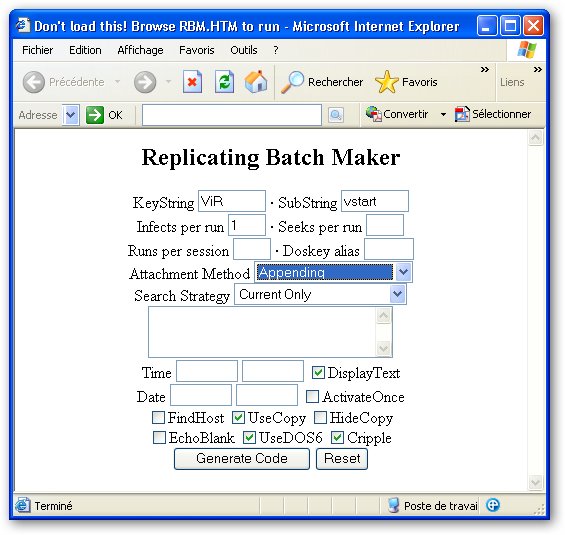 Don't load this! Browse RBM.HTM to run - Microsoft Internet Explorer
Fichier Edition Affichage Favoris Outils ?
Précédente Rechercher Favoris » Liens »
Adresse OK Convertir Sélectionner
Replicating Batch Maker
KeyString ViR · SubString vstart
Infects per run 1 · Seeks per run
Runs per session · Doskey alias
Attachment Method Appending
Search Strategy Current Only
Time DisplayText
Date ActivateOnce
FindHost UseCopy HideCopy
EchoBlank UseDOS6 Cripple
Generate Code Reset
Terminé Poste de travai